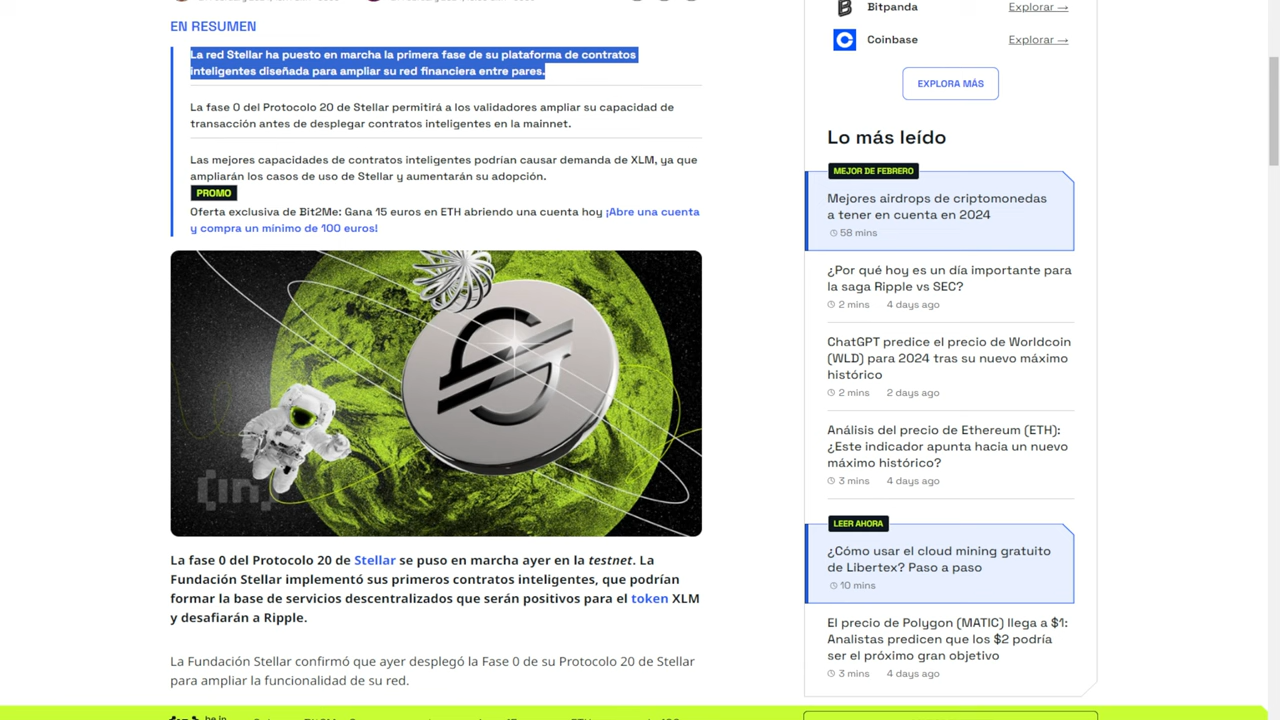 EN RESUMEN
La red Stellar ha puesto en marcha la primera fase de su plataforma de contratos
inteligentes diseñada para ampliar su red financiera entre pares.
La fase 0 del Protocolo 20 de Stellar permitirá a los validadores ampliar su capacidad de
transacción antes de desplegar contratos inteligentes en la mainnet.
Las mejores capacidades de contratos inteligentes podrían causar demanda de XLM, ya que
ampliarán los casos de uso de Stellar y aumentarán su adopción.
PROMO
Oferta exclusiva de Bit2Me: Gana 15 euros en ETH abriendo una cuenta hoy ¡Abre una cuenta
y compra un mínimo de 100 euros!
La fase 0 del Protocolo 20 de Stellar se puso en marcha ayer en la testnet. La
Fundación Stellar implementó sus primeros contratos inteligentes, que podrían
formar la base de servicios descentralizados que serán positivos para el token XLM
y desafiarán a Ripple.
La Fundación Stellar confirmó que ayer desplegó la Fase 0 de su Protocolo 20 de Stellar
para ampliar la funcionalidad de su red.
Bitpanda Explorar →
Coinbase Explorar →
EXPLORA MÁS
Lo más leído
MEJOR DE FEBRERO
Mejores airdrops de criptomonedas
a tener en cuenta en 2024
58 mins
¿Por qué hoy es un día importante para
la saga Ripple vs SEC?
2 mins 4 days ago
ChatGPT predice el precio de Worldcoin
(WLD) para 2024 tras su nuevo máximo
histórico
2 mins 2 days ago
Análisis del precio de Ethereum (ETH):
¿Este indicador apunta hacia un nuevo
máximo histórico?
3 mins 4 days ago
LEER AHORA
¿Cómo usar el cloud mining gratuito
de Libertex? Paso a paso
10 mins
El precio de Polygon (MATIC) llega a $1:
Analistas predicen que los $2 podría
ser el próximo gran objetivo
3 mins 4 days ago